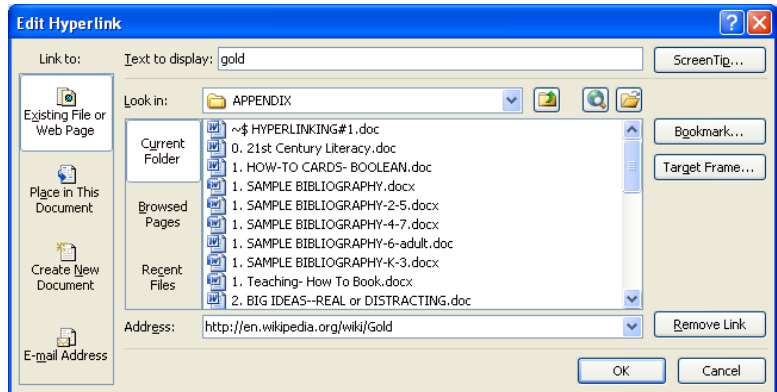 Edit Hyperlink
Link to:
Text to display: gold
ScreenTip...
Existing File or
Web Page
Place in This
Document
Create New
Document
E-mail Address
Look in: APPENDIX
Current
Folder
Browsed
Pages
Recent
Files
~$ HYPERLINKING#1.doc
0. 21st Century Literacy.doc
1. HOW-TO CARDS- BOOLEAN.doc
1. SAMPLE BIBLIOGRAPHY.docx
1. SAMPLE BIBLIOGRAPHY-2-5.docx
1. SAMPLE BIBLIOGRAPHY-4-7.docx
1. SAMPLE BIBLIOGRAPHY-6-adult.doc
1. SAMPLE BIBLIOGRAPHY-K-3.docx
1. Teaching- How To Book.docx
2. BIG IDEAS--REAL or DISTRACTING.doc
Bookmark...
Target Frame...
Address: http://en.wikipedia.org/wiki/Gold
Remove Link
OK
Cancel